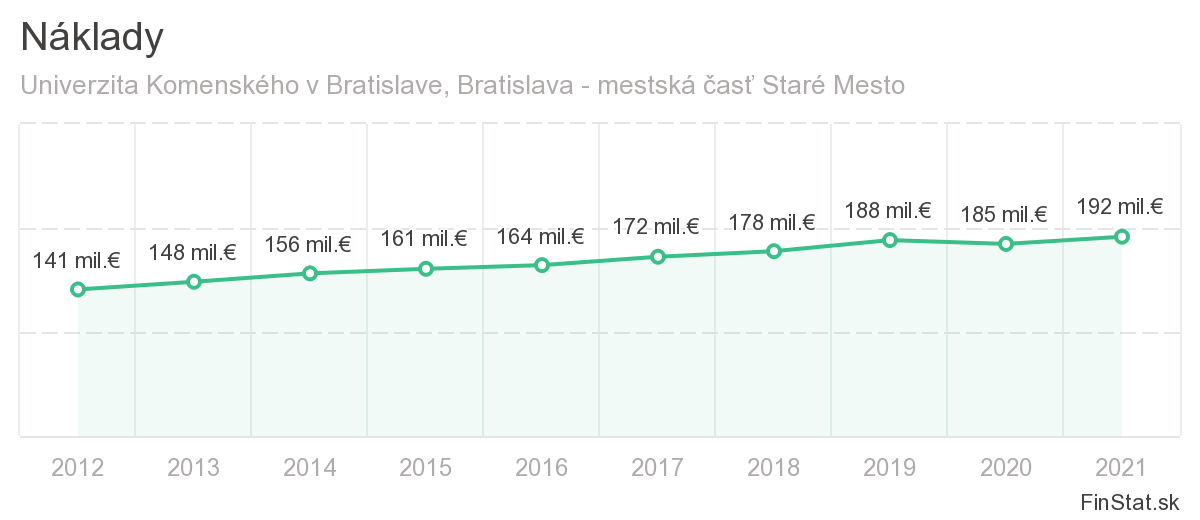 Náklady
Univerzita Komenského v Bratislave, Bratislava - mestská časť Staré Mesto
141 mil.€ 148 mil.€ 156 mil.€ 161 mil.€ 164 mil.€ 172 mil.€ 178 mil.€ 188 mil.€ 185 mil.€ 192 mil.€
2012 2013 2014 2015 2016 2017 2018 2019 2020 2021
FinStat.sk